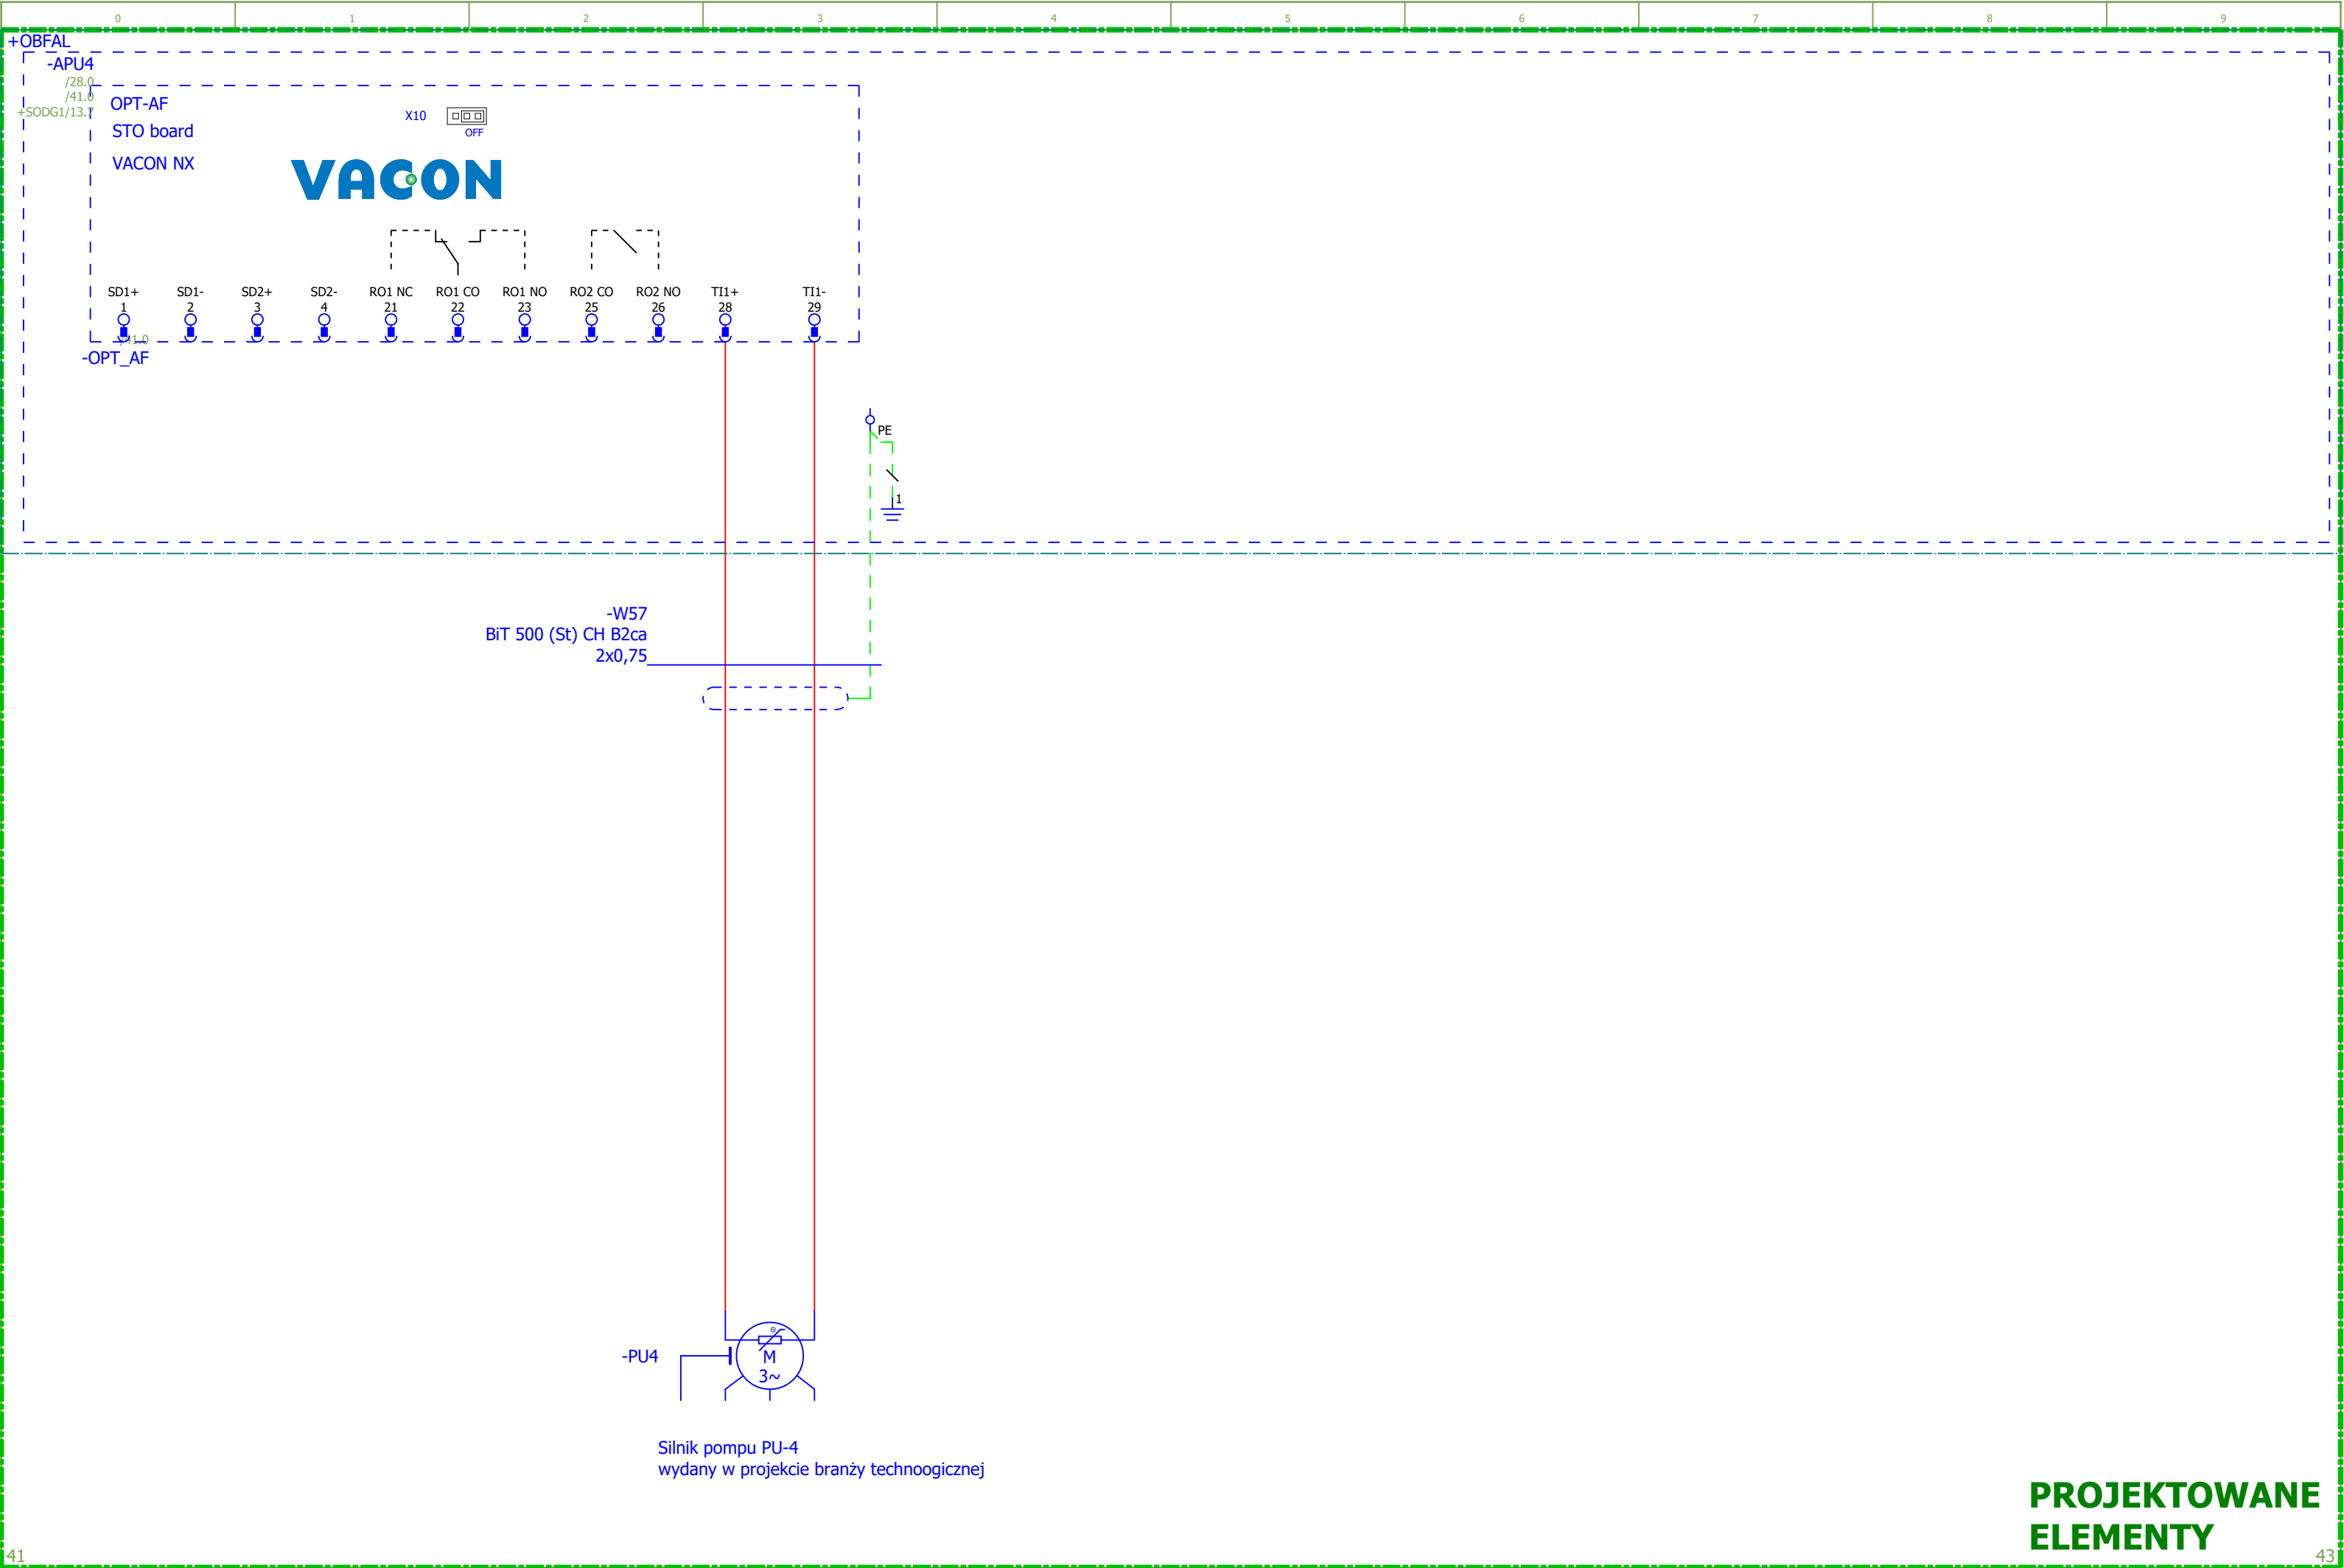 0 1 2 3 4 5 6 7 8 9
+OBFAL
-APU4
/28.0
/41.0
+SODG1/13.7
OPT-AF
STO board
VACON NX
X10
OFF
VACON
SD1+ SD1- SD2+ SD2- RO1 NC RO1 CO RO1 NO RO2 CO RO2 NO TI1+ TI1-
1 2 3 4 21 22 23 25 26 28 29
/41.0
-OPT_AF
PE
1
-W57
BiT 500 (St) CH B2ca
2x0,75
Θ
-PU4
M
3~
Silnik pompu PU-4
wydany w projekcie branży technoogicznej
PROJEKTOWANE
ELEMENTY
41 43